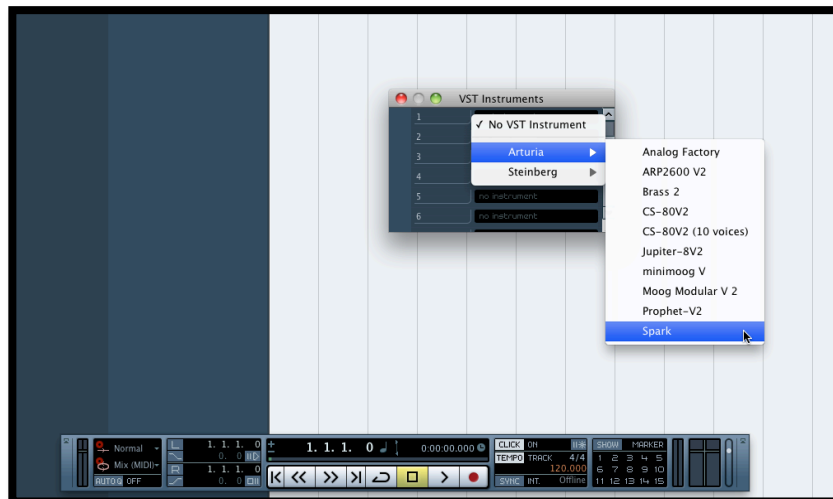 VST Instruments
1
✓ No VST Instrument
2
3
Arturia
4
Steinberg
5
no instrument
6
no instrument
Analog Factory
ARP2600 V2
Brass 2
CS-80V2
CS-80V2 (10 voices)
Jupiter-8V2
minimoog V
Moog Modular V 2
Prophet-V2
Spark
Normal
Mix (MIDI)
AUTO Q OFF
L 1. 1. 1. 0
0. 0
R 1. 1. 1. 0
0. 0
1. 1. 1. 0
0:00:00.000
CLICK ON
TEMPO TRACK 4/4
120.000
SYNC INT. Offline
SHOW MARKER
1 2 3 4 5
6 7 8 9 10
11 12 13 14 15